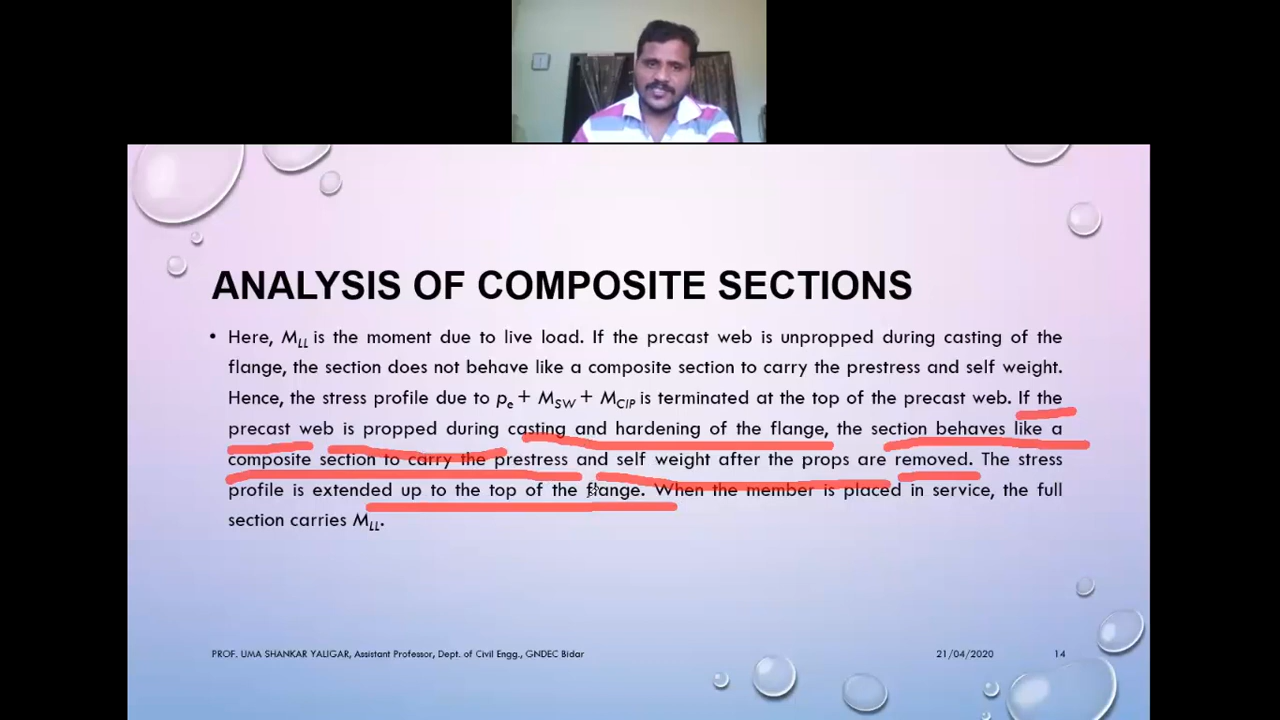 ANALYSIS OF COMPOSITE SECTIONS
• Here, MLL is the moment due to live load. If the precast web is unpropped during casting of the
flange, the section does not behave like a composite section to carry the prestress and self weight.
Hence, the stress profile due to pe + MSW + MCIP is terminated at the top of the precast web. If the
precast web is propped during casting and hardening of the flange, the section behaves like a
composite section to carry the prestress and self weight after the props are removed. The stress
profile is extended up to the top of the flange. When the member is placed in service, the full
section carries MLL.
PROF. UMA SHANKAR YALIGAR, Assistant Professor, Dept. of Civil Engg., GNDEC Bidar 21/04/2020 14